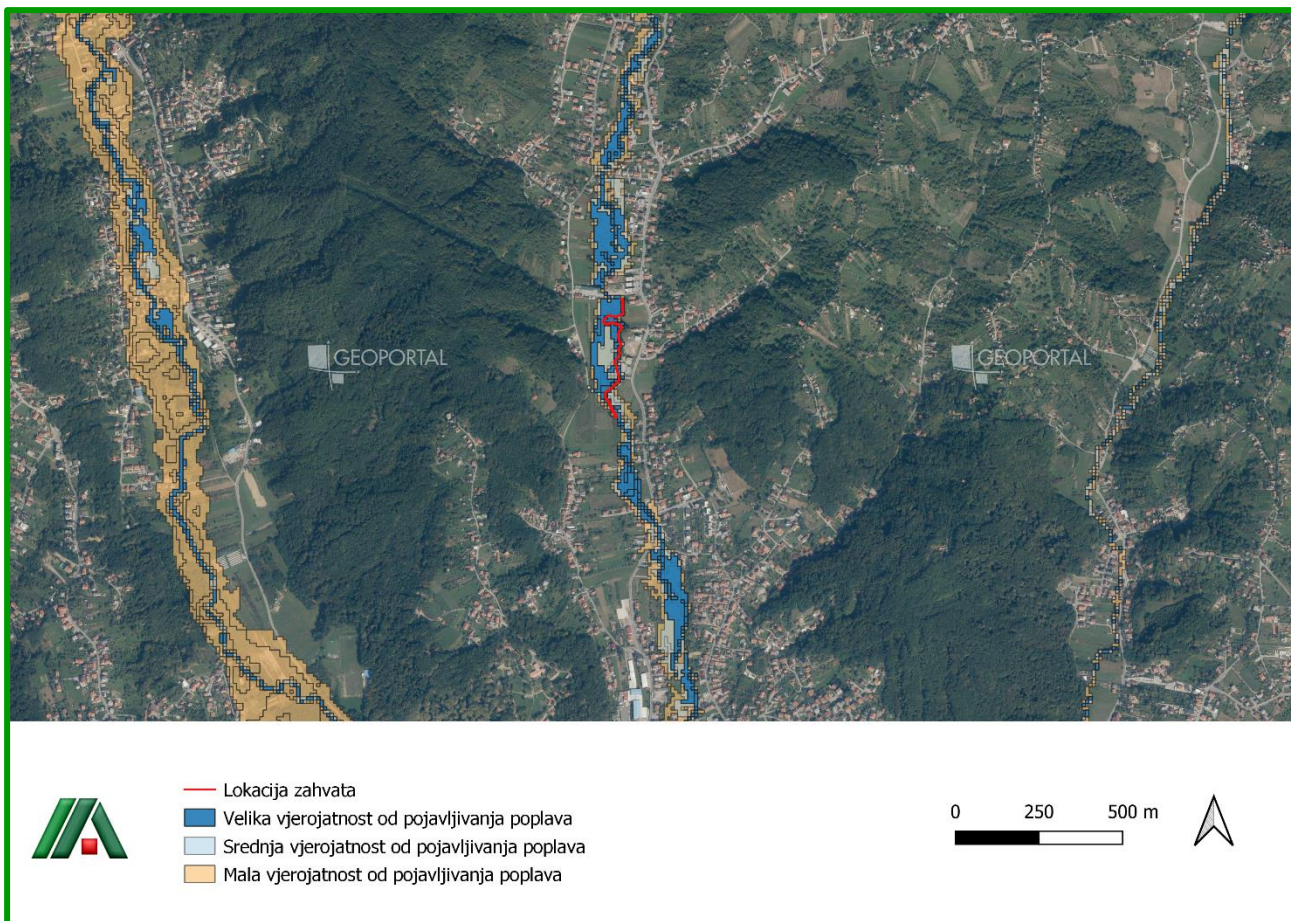 GEOPORTAL
GEOPORTAL
Lokacija zahvata
Velika vjerojatnost od pojavljivanja poplava
Srednja vjerojatnost od pojavljivanja poplava
Mala vjerojatnost od pojavljivanja poplava
0 250 500 m